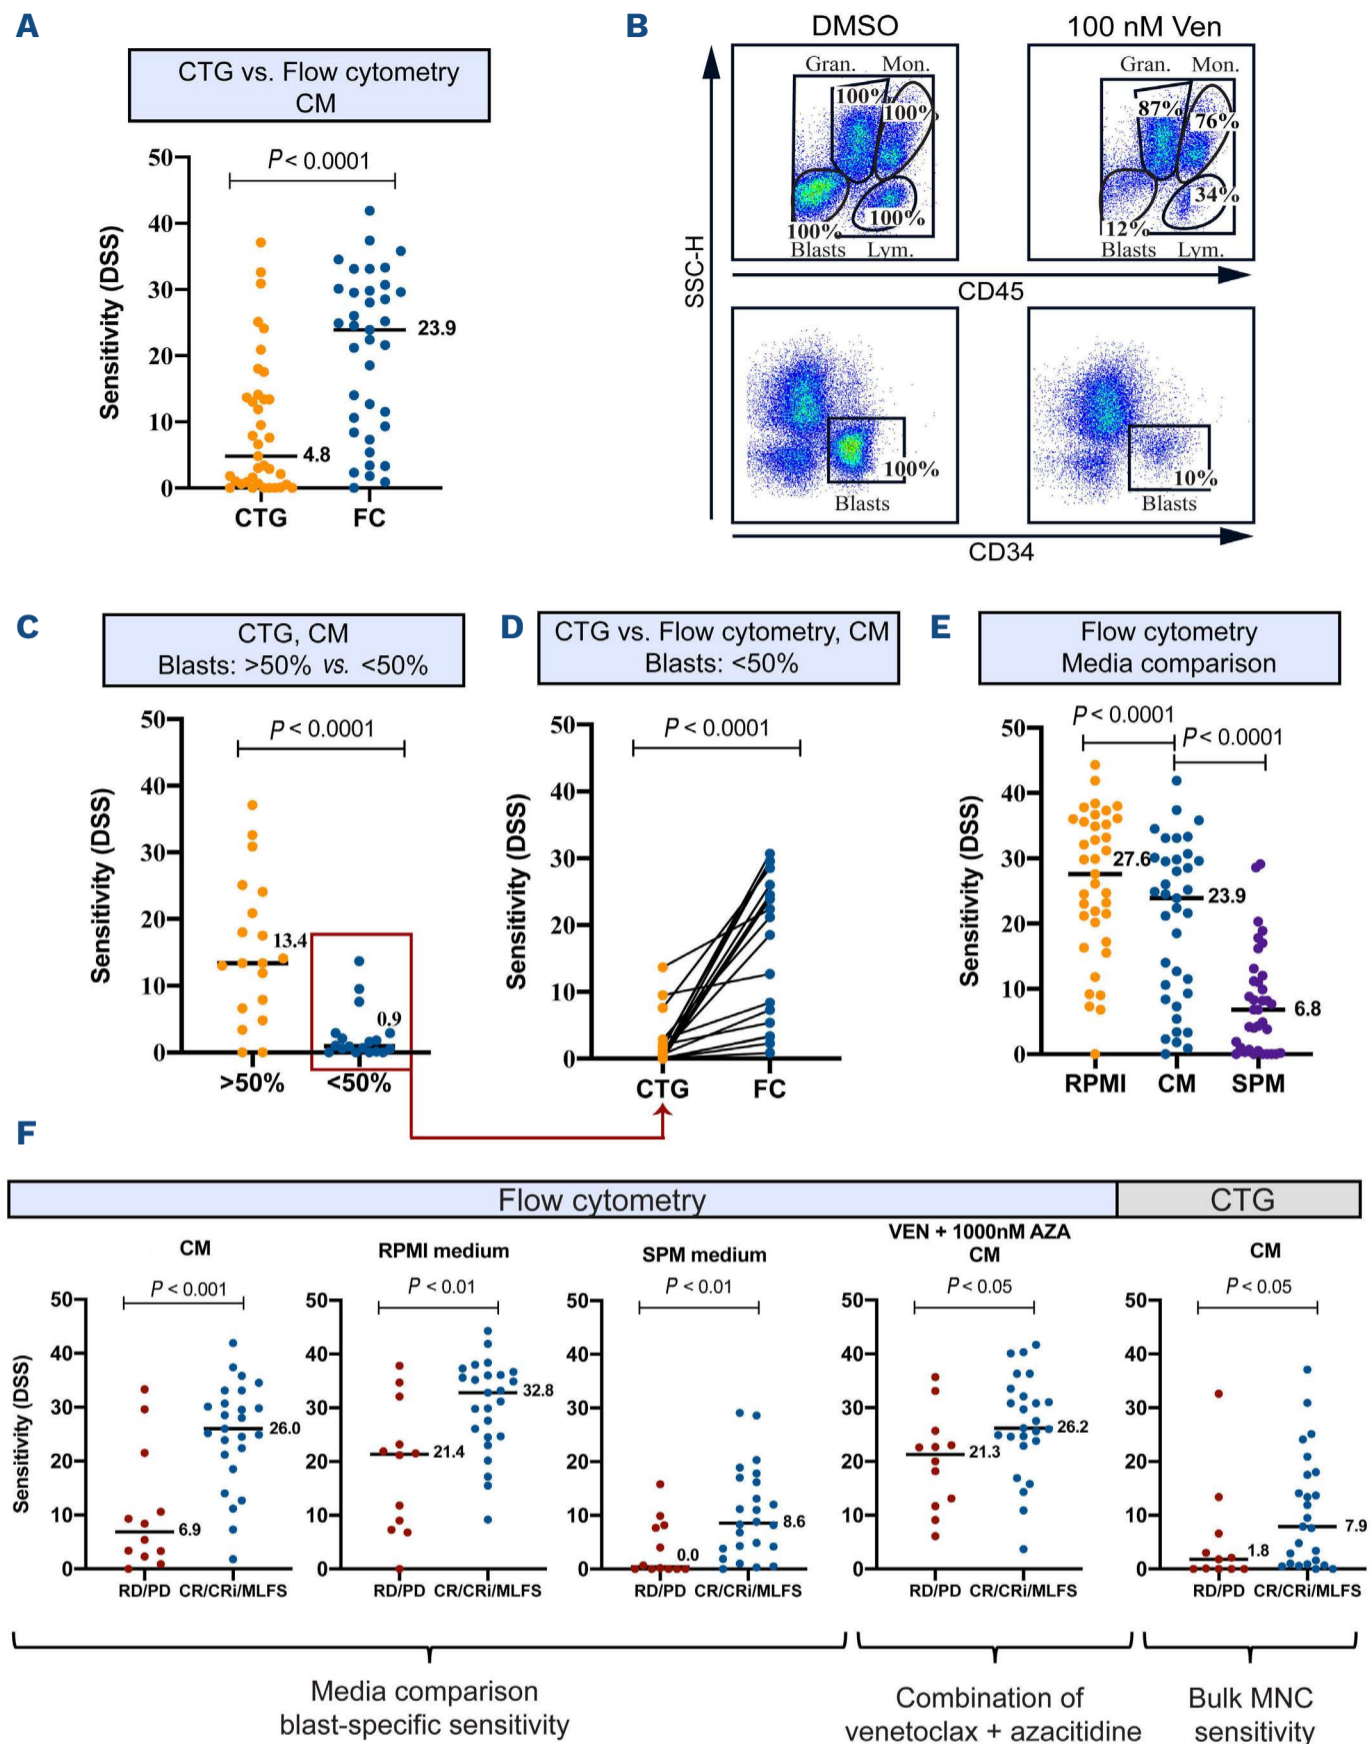 A
CTG vs. Flow cytometry
CM
P < 0.0001
50
40
30
20
10
0
Sensitivity (DSS)
4.8
23.9
CTG
FC
B
DMSO
100 nM Ven
Gran.
Mon.
100%
100%
100%
100%
Blasts
Lym.
Gran.
Mon.
87%
76%
34%
12%
Blasts
Lym.
SSC-H
CD45
100%
Blasts
10%
Blasts
CD34
C
CTG, CM
Blasts: >50% vs. <50%
P < 0.0001
50
40
30
20
10
0
Sensitivity (DSS)
13.4
0.9
>50%
<50%
D
CTG vs. Flow cytometry, CM
Blasts: <50%
P < 0.0001
50
40
30
20
10
0
Sensitivity (DSS)
CTG
FC
E
Flow cytometry
Media comparison
P < 0.0001
P < 0.0001
50
40
30
20
10
0
Sensitivity (DSS)
27.6
23.9
6.8
RPMI
CM
SPM
F
Flow cytometry
CTG
CM
P < 0.001
50
40
30
20
10
0
Sensitivity (DSS)
6.9
26.0
RD/PD
CR/CRi/MLFS
RPMI medium
P < 0.01
50
40
30
20
10
0
21.4
32.8
RD/PD
CR/CRi/MLFS
SPM medium
P < 0.01
50
40
30
20
10
0
0.0
8.6
RD/PD
CR/CRi/MLFS
VEN + 1000nM AZA
CM
P < 0.05
50
40
30
20
10
0
21.3
26.2
RD/PD
CR/CRi/MLFS
CM
P < 0.05
50
40
30
20
10
0
1.8
7.9
RD/PD
CR/CRi/MLFS
Media comparison
blast-specific sensitivity
Combination of
venetoclax + azacitidine
Bulk MNC
sensitivity